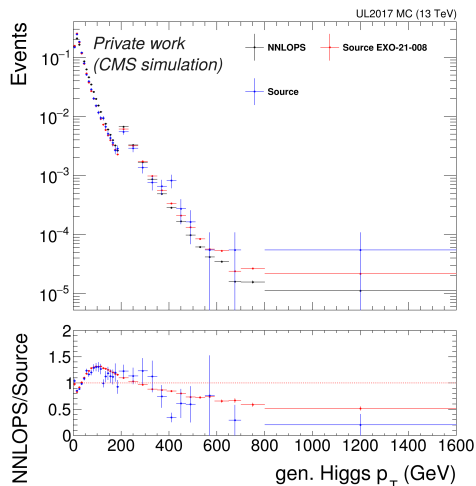 UL2017 MC (13 TeV)
Events
Private work
(CMS simulation)
NNLOPS
Source EXO-21-008
Source
10⁻¹
10⁻²
10⁻³
10⁻⁴
10⁻⁵
NNLOPS/Source
2
1.5
1
0.5
0
0 200 400 600 800 1000 1200 1400 1600
gen. Higgs p_T (GeV)